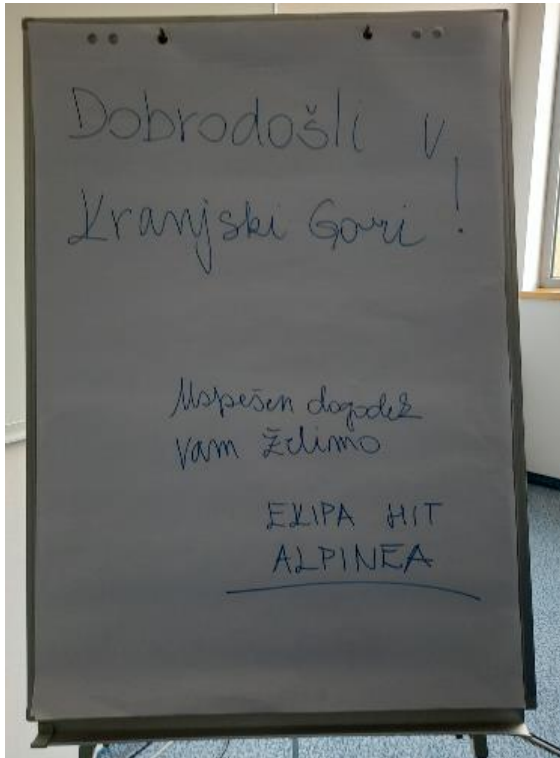 Dobrodošli v
Kranjski Gori!
Uspešen dogodek
vam želimo
EKIPA HIT
ALPINEA